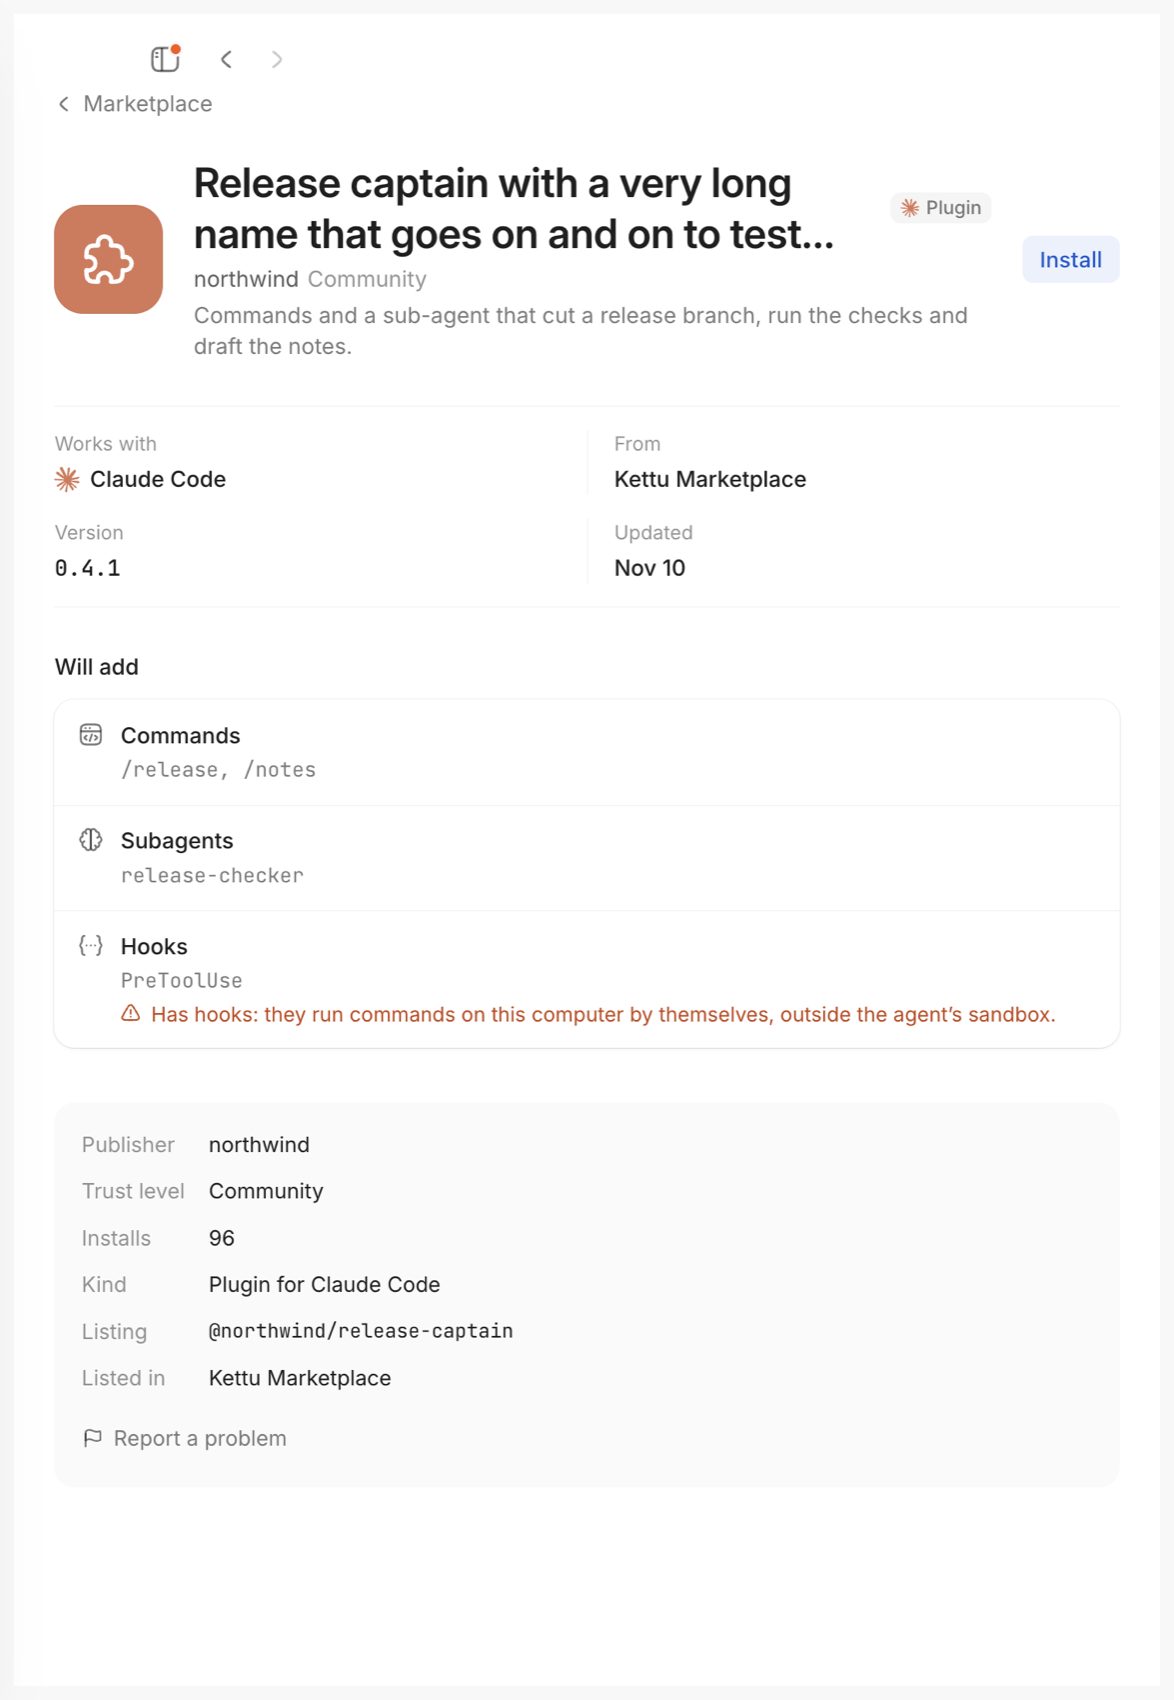 Marketplace
Release captain with a very long
name that goes on and on to test...
Plugin
Install
northwind Community
Commands and a sub-agent that cut a release branch, run the checks and
draft the notes.
Works with
Claude Code
From
Kettu Marketplace
Version
0.4.1
Updated
Nov 10
Will add
Commands
/release, /notes
Subagents
release-checker
Hooks
PreToolUse
Has hooks: they run commands on this computer by themselves, outside the agent’s sandbox.
Publisher northwind
Trust level Community
Installs 96
Kind Plugin for Claude Code
Listing @northwind/release-captain
Listed in Kettu Marketplace
Report a problem